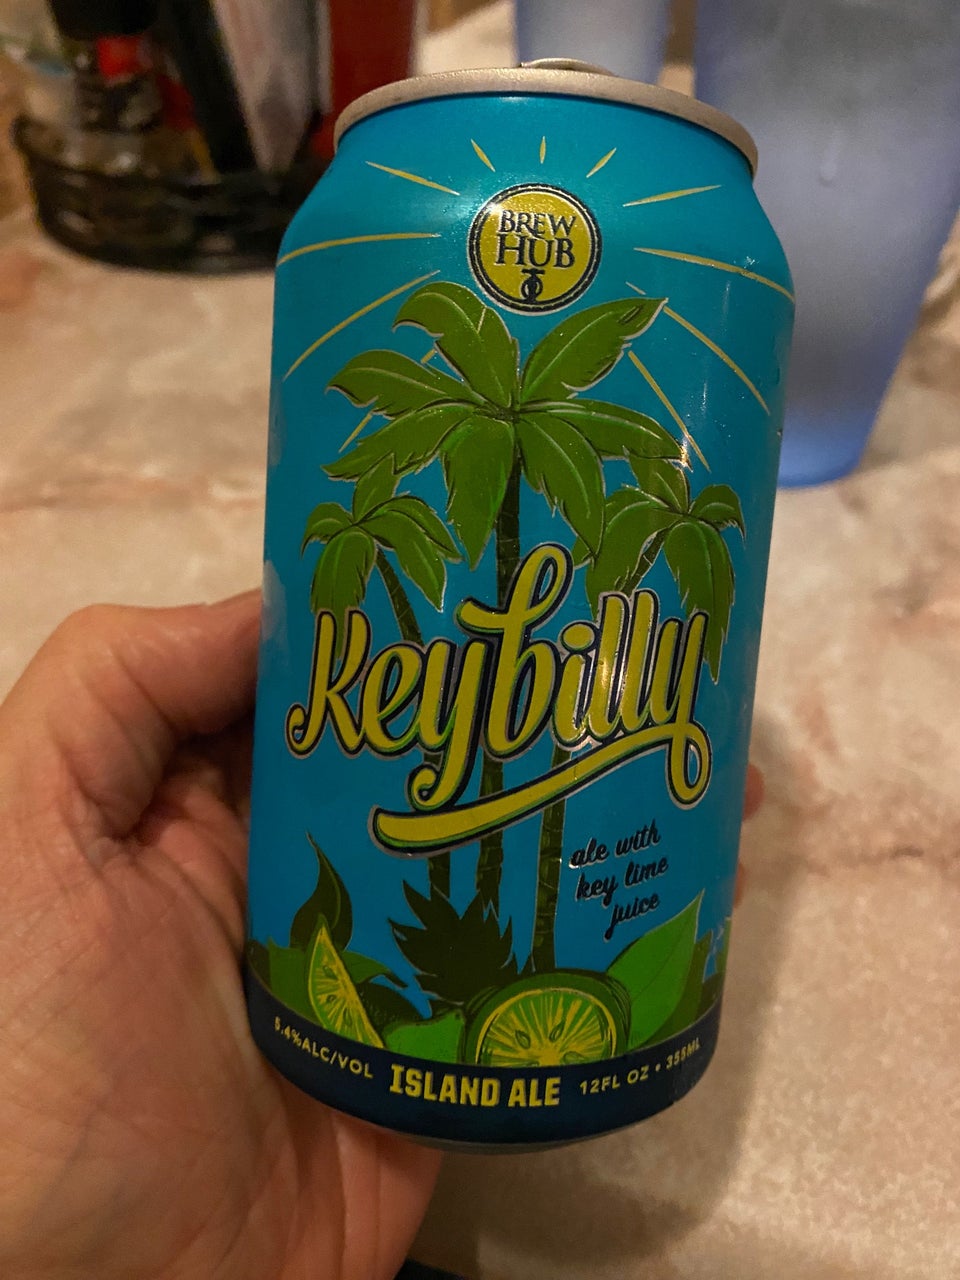 BREW
HUB
Keybilly
ale with
key lime
juice
5.4%ALC/VOL ISLAND ALE 12FL OZ • 355ML